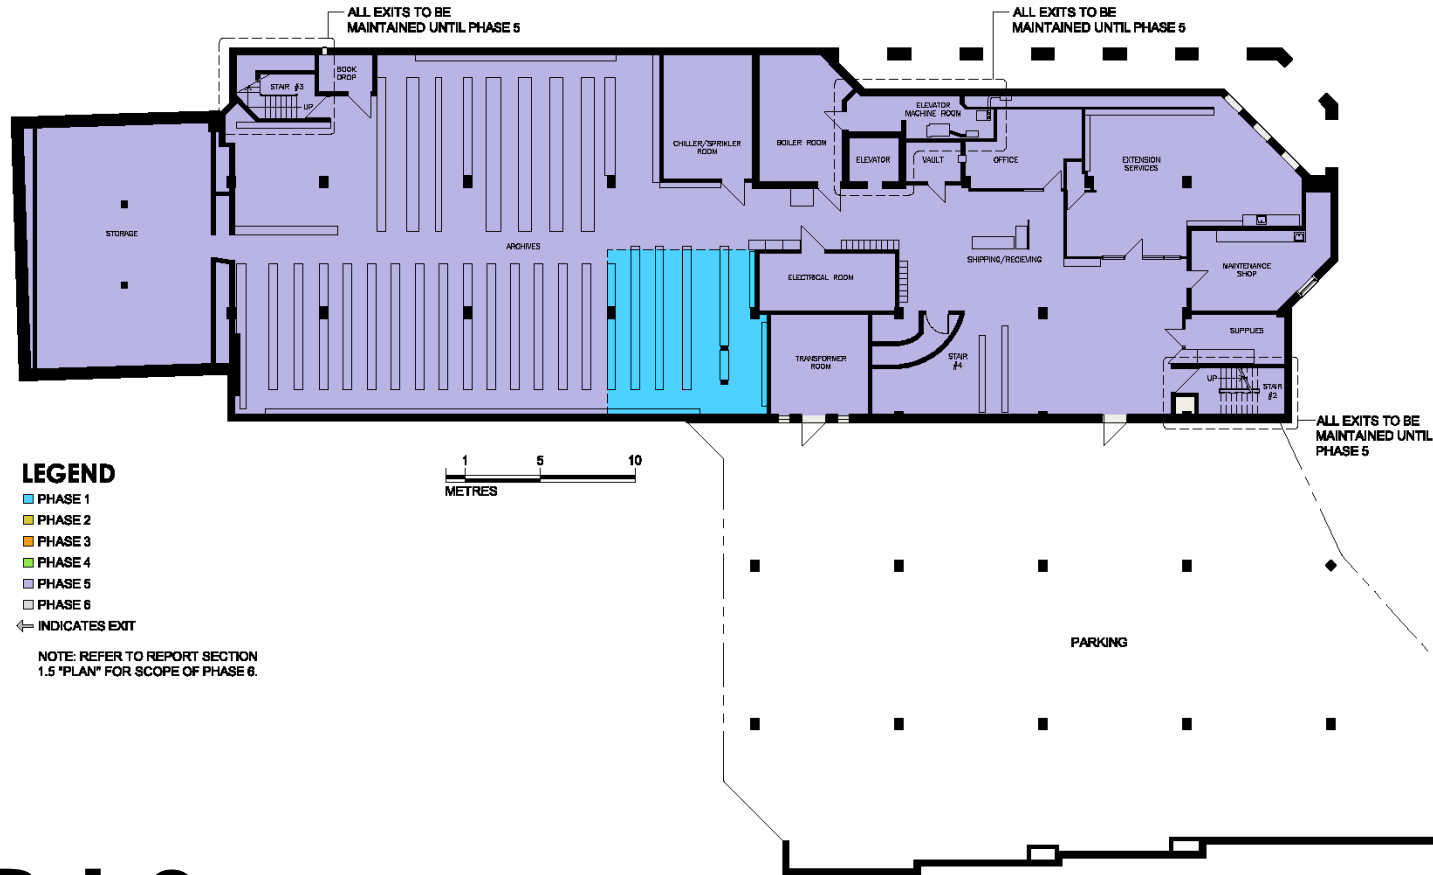 ALL EXITS TO BE
MAINTAINED UNTIL PHASE 5
ALL EXITS TO BE
MAINTAINED UNTIL PHASE 5
BOOK
DROP
STAIR #3
UP
ELEVATOR
MACHINE ROOM
CHILLER/SPRIKLER
ROOM
BOILER ROOM
ELEVATOR
VAULT
OFFICE
EXTENSION
SERVICES
STORAGE
ARCHIVES
SHIPPING/RECIEVING
ELECTRICAL ROOM
MAINTENANCE
SHOP
SUPPLIES
TRANSFORMER
ROOM
STAIR
#4
UP
STAIR
#2
ALL EXITS TO BE
MAINTAINED UNTIL
PHASE 5
LEGEND
PHASE 1
PHASE 2
PHASE 3
PHASE 4
PHASE 5
PHASE 6
INDICATES EXIT
NOTE: REFER TO REPORT SECTION
1.5 "PLAN" FOR SCOPE OF PHASE 6.
1 5 10
METRES
PARKING